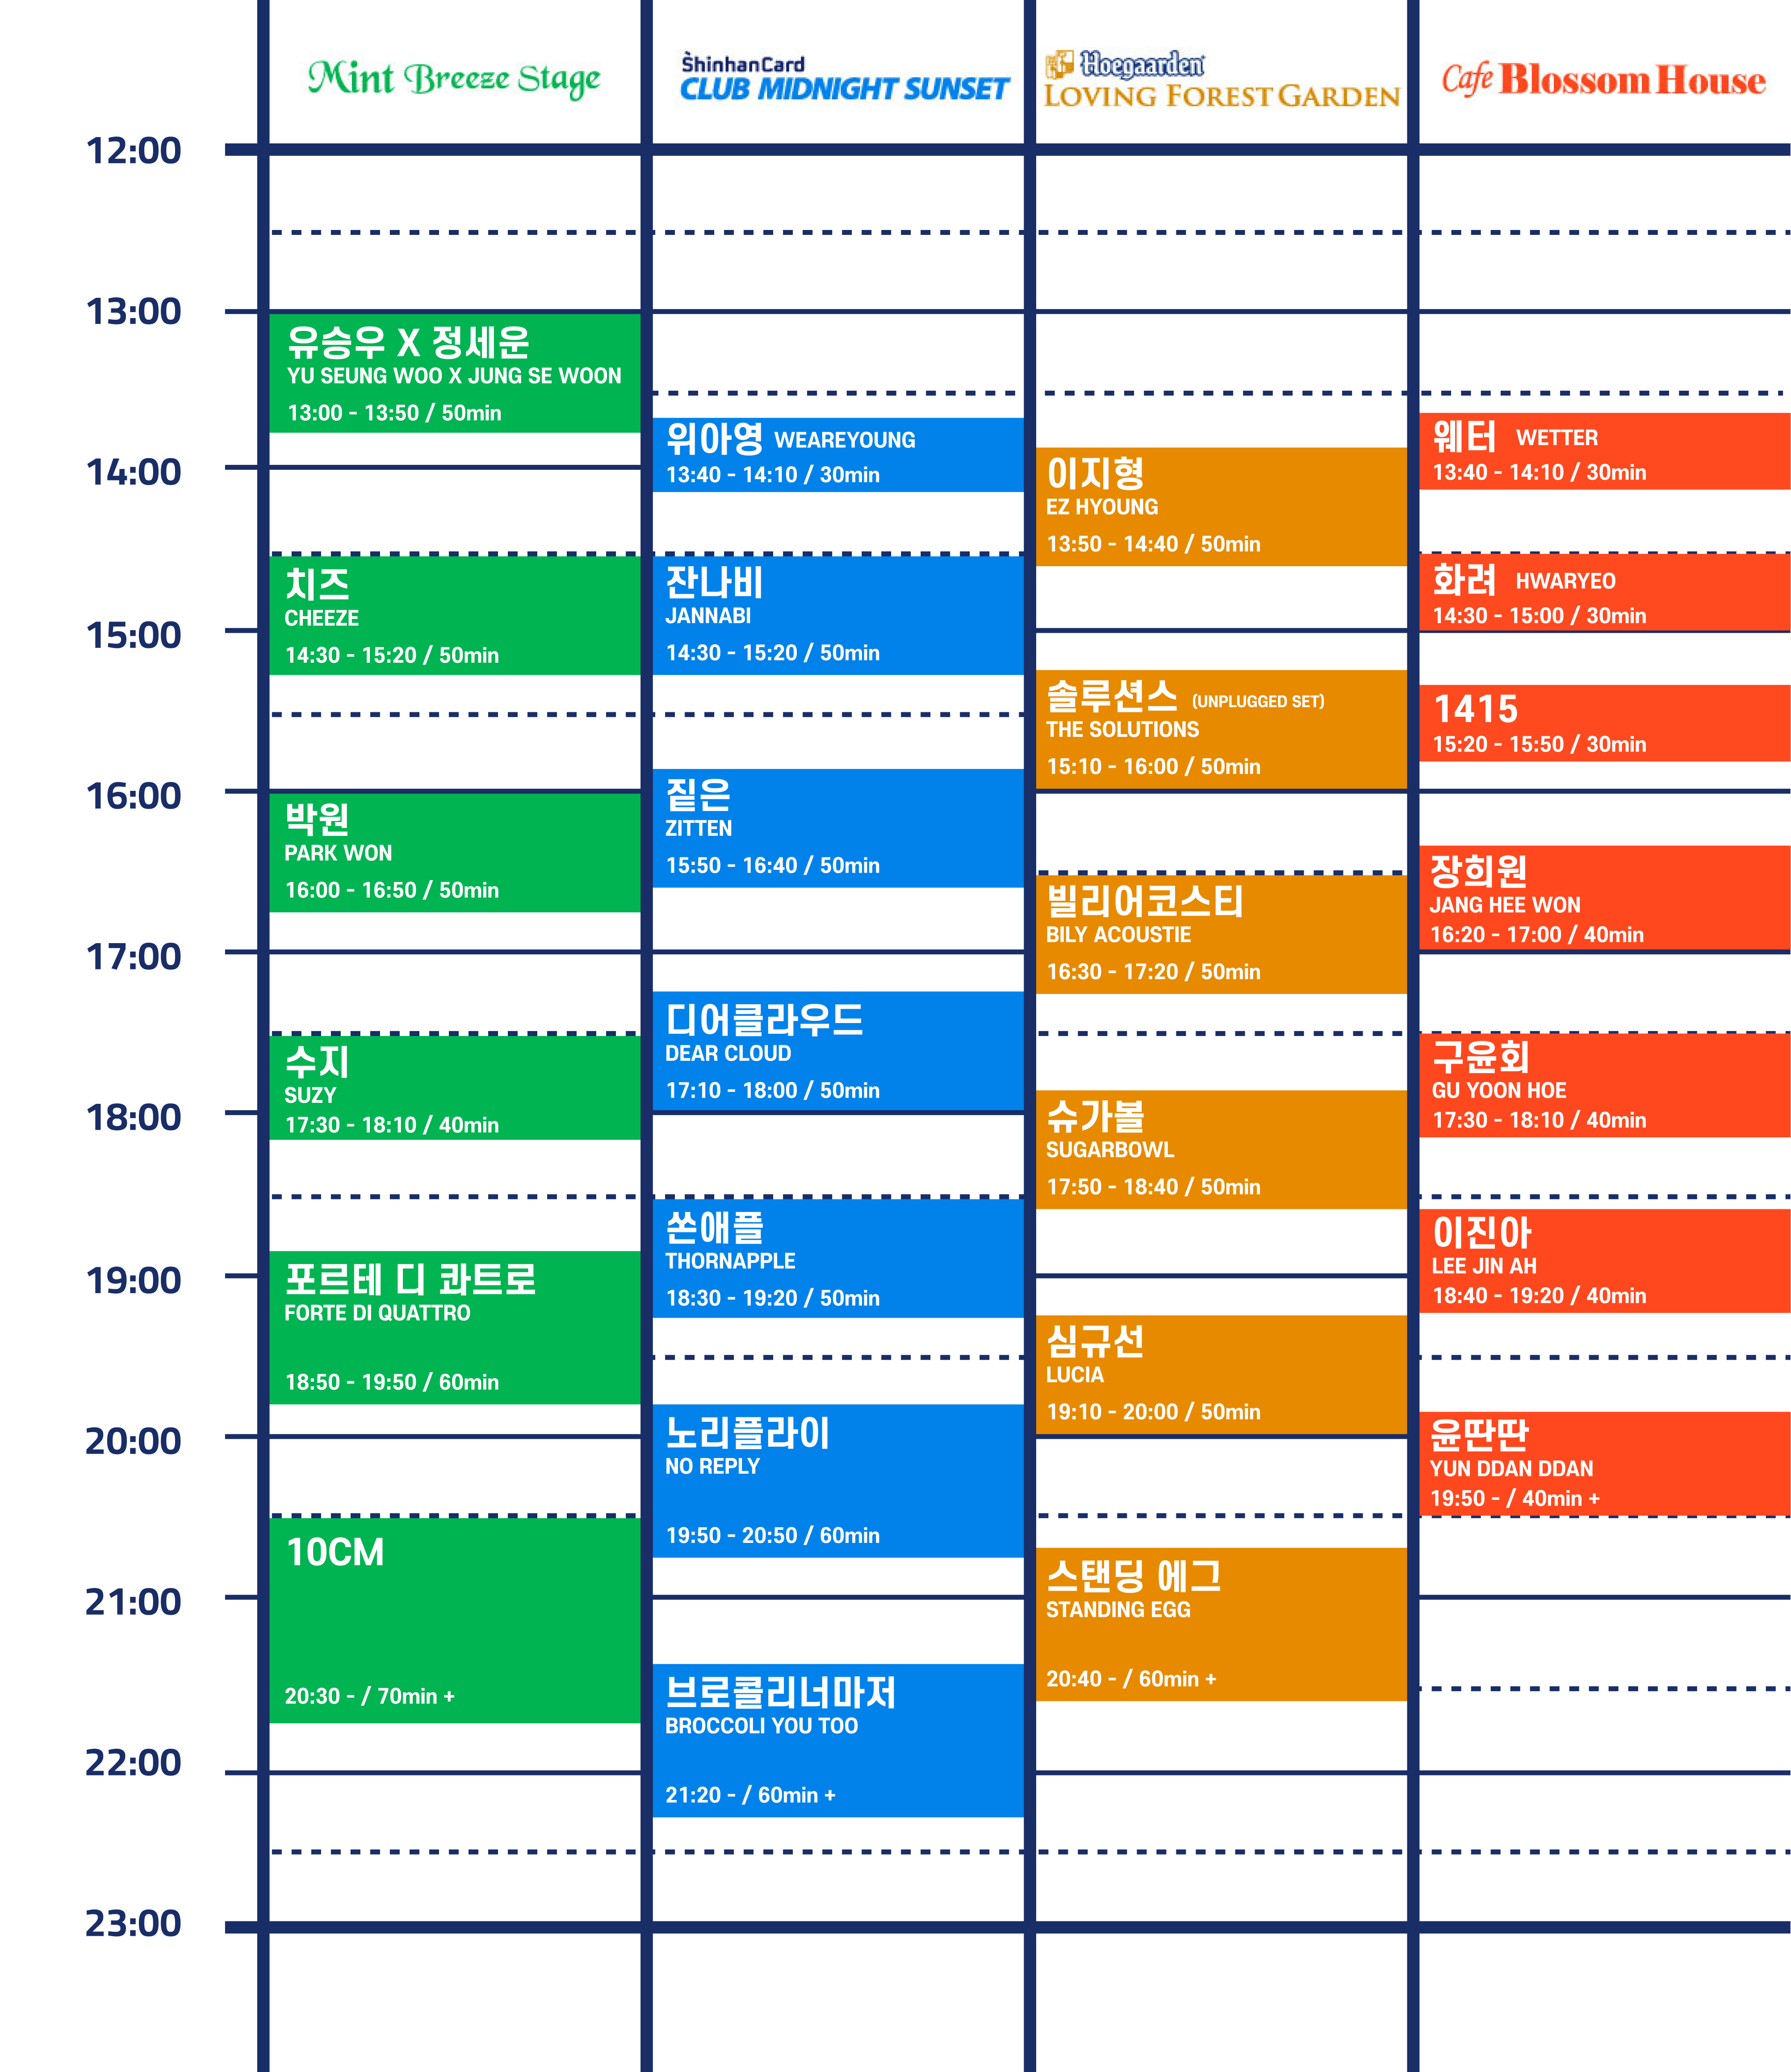 Mint Breeze Stage
ShinhanCard
CLUB MIDNIGHT SUNSET
Hoegaarden
LOVING FOREST GARDEN
Cafe Blossom House
12:00
13:00
14:00
15:00
16:00
17:00
18:00
19:00
20:00
21:00
22:00
23:00
유승우 X 정세운
YU SEUNG WOO X JUNG SE WOON
13:00 - 13:50 / 50min
치즈
CHEEZE
14:30 - 15:20 / 50min
박원
PARK WON
16:00 - 16:50 / 50min
수지
SUZY
17:30 - 18:10 / 40min
포르테 디 콰트로
FORTE DI QUATTRO
18:50 - 19:50 / 60min
10CM
20:30 - / 70min +
위아영 WEAREYOUNG
13:40 - 14:10 / 30min
잔나비
JANNABI
14:30 - 15:20 / 50min
짙은
ZITTEN
15:50 - 16:40 / 50min
디어클라우드
DEAR CLOUD
17:10 - 18:00 / 50min
쏜애플
THORNAPPLE
18:30 - 19:20 / 50min
노리플라이
NO REPLY
19:50 - 20:50 / 60min
브로콜리너마저
BROCCOLI YOU TOO
21:20 - / 60min +
이지형
EZ HYOUNG
13:50 - 14:40 / 50min
솔루션스 (UNPLUGGED SET)
THE SOLUTIONS
15:10 - 16:00 / 50min
빌리어코스티
BILY ACOUSTIE
16:30 - 17:20 / 50min
슈가볼
SUGARBOWL
17:50 - 18:40 / 50min
심규선
LUCIA
19:10 - 20:00 / 50min
스탠딩 에그
STANDING EGG
20:40 - / 60min +
웨터 WETTER
13:40 - 14:10 / 30min
화려 HWARYEO
14:30 - 15:00 / 30min
1415
15:20 - 15:50 / 30min
장희원
JANG HEE WON
16:20 - 17:00 / 40min
구윤회
GU YOON HOE
17:30 - 18:10 / 40min
이진아
LEE JIN AH
18:40 - 19:20 / 40min
윤딴딴
YUN DDAN DDAN
19:50 - / 40min +